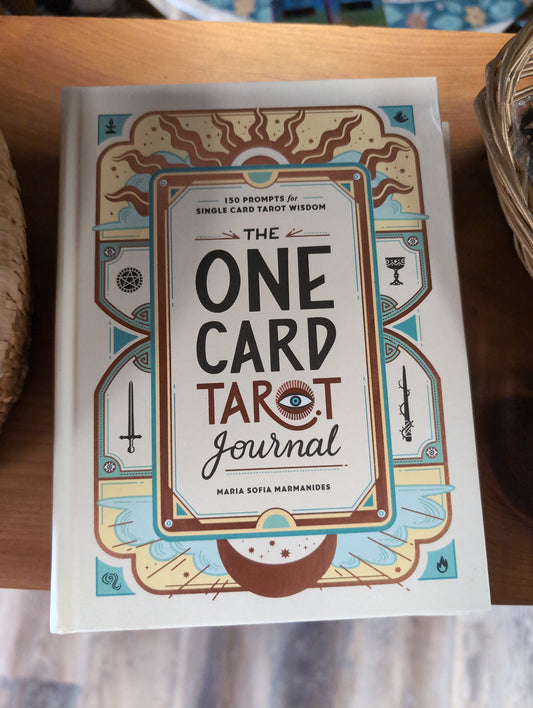 150 PROMPTS for
SINGLE CARD TAROT WISDOM
THE
ONE
CARD
TAROT
Journal
MARIA SOFIA MARMANIDES